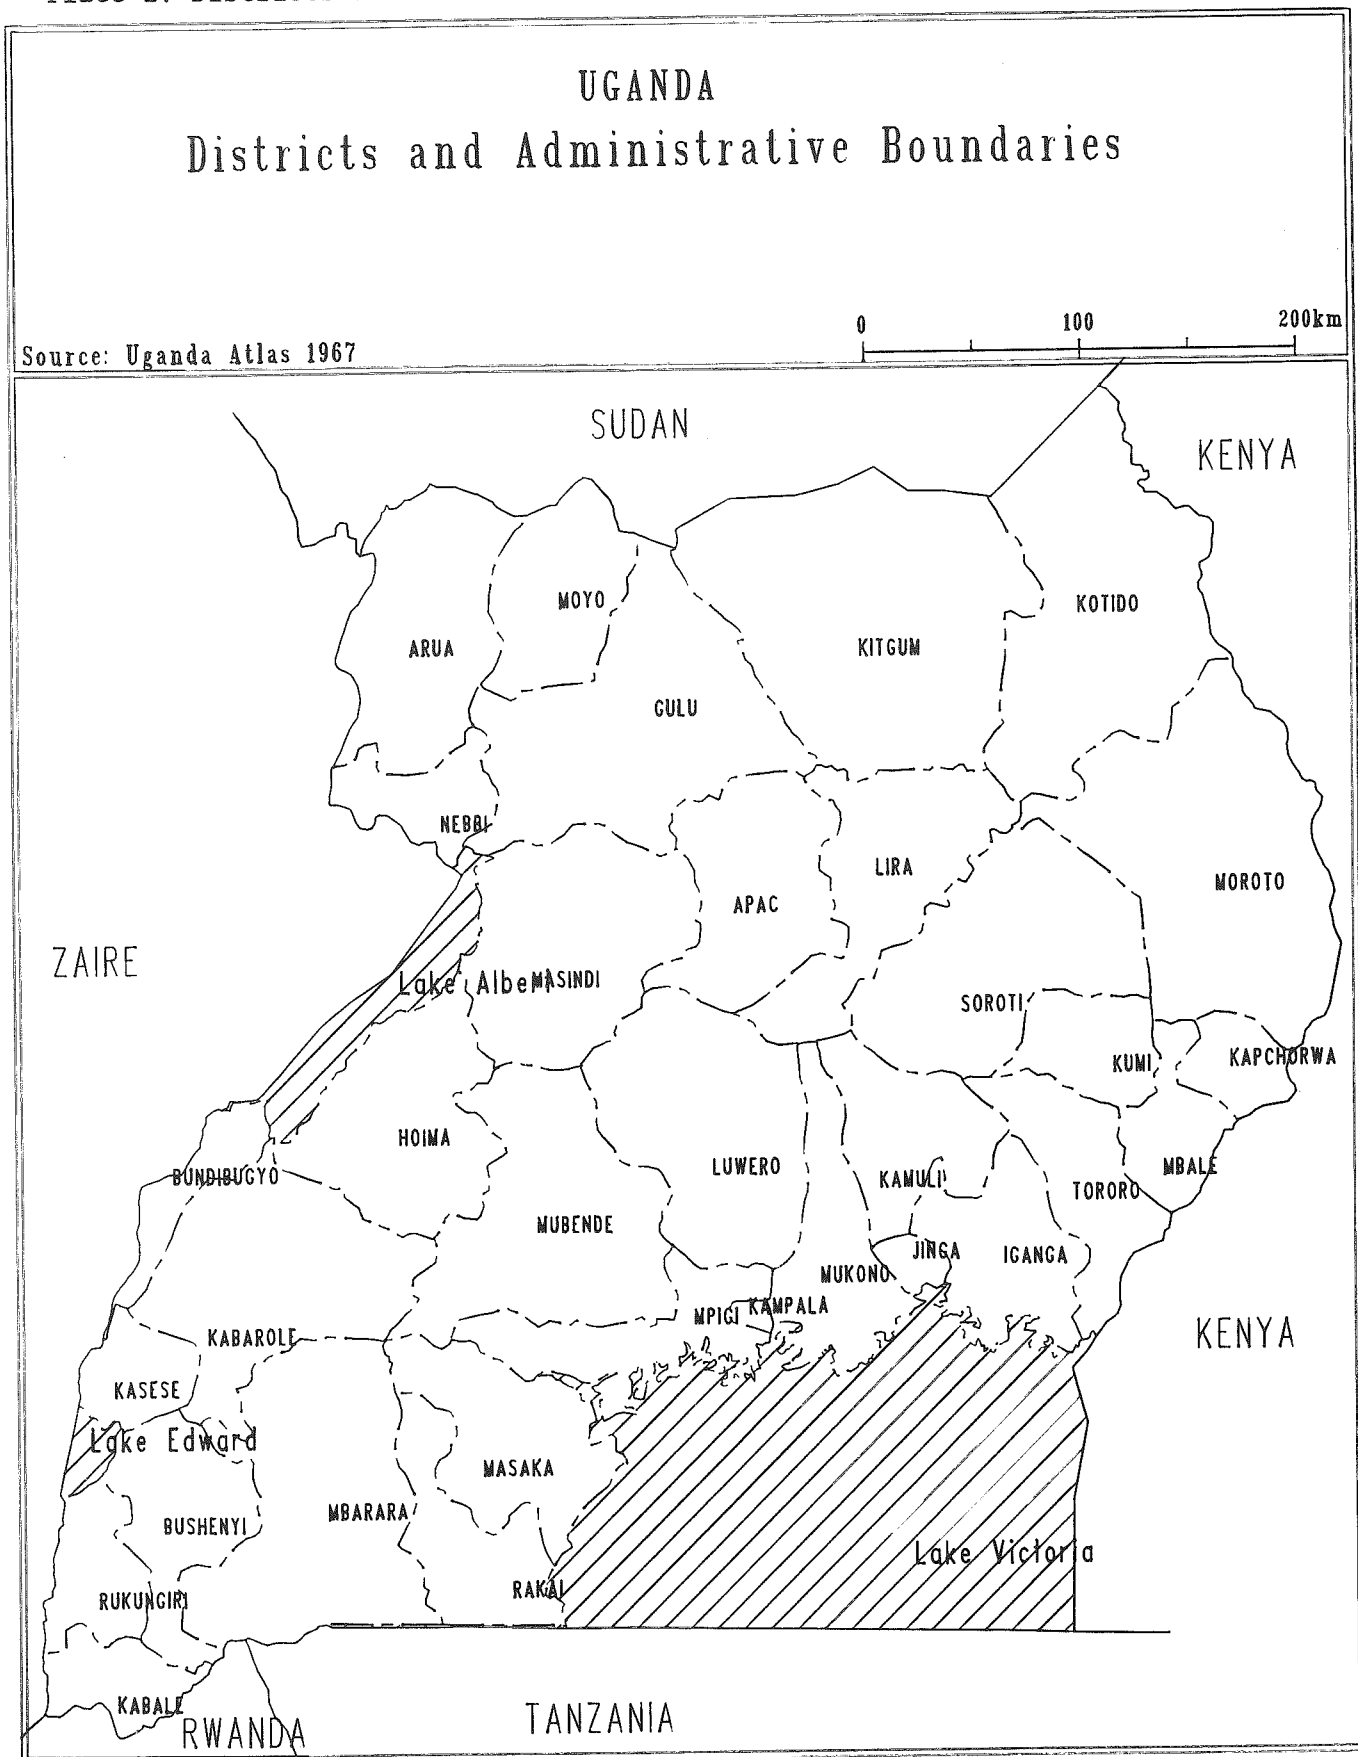 UGANDA
Districts and Administrative Boundaries
0 100 200km
Source: Uganda Atlas 1967
SUDAN
KENYA
MOYO
KOTIDO
ARUA
KITGUM
GULU
NEBBI
LIRA
MOROTO
APAC
ZAIRE
Lake Albert
MASINDI
SOROTI
KUMI
KAPCHORWA
HOIMA
BUNDIBUGYO
LUWERO
MBALE
KAMULI
TORORO
MUBENDE
JINGA
IGANGA
MUKONO
MPIGI
KAMPALA
KABAROLE
KENYA
KASESE
Lake Edward
MASAKA
MBARARA
BUSHENYI
Lake Victoria
RAKAI
RUKUNGIRI
KABALE
RWANDA
TANZANIA